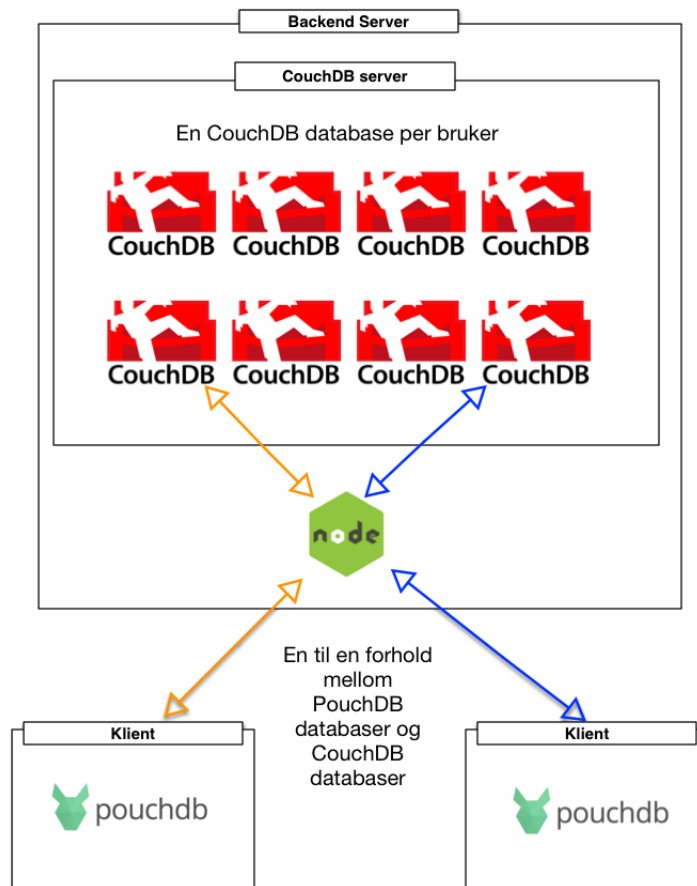 Backend Server
CouchDB server
En CouchDB database per bruker
CouchDB CouchDB CouchDB CouchDB
CouchDB CouchDB CouchDB CouchDB
node
En til en forhold
mellom
PouchDB
databaser og
CouchDB
databaser
Klient
pouchdb
Klient
pouchdb